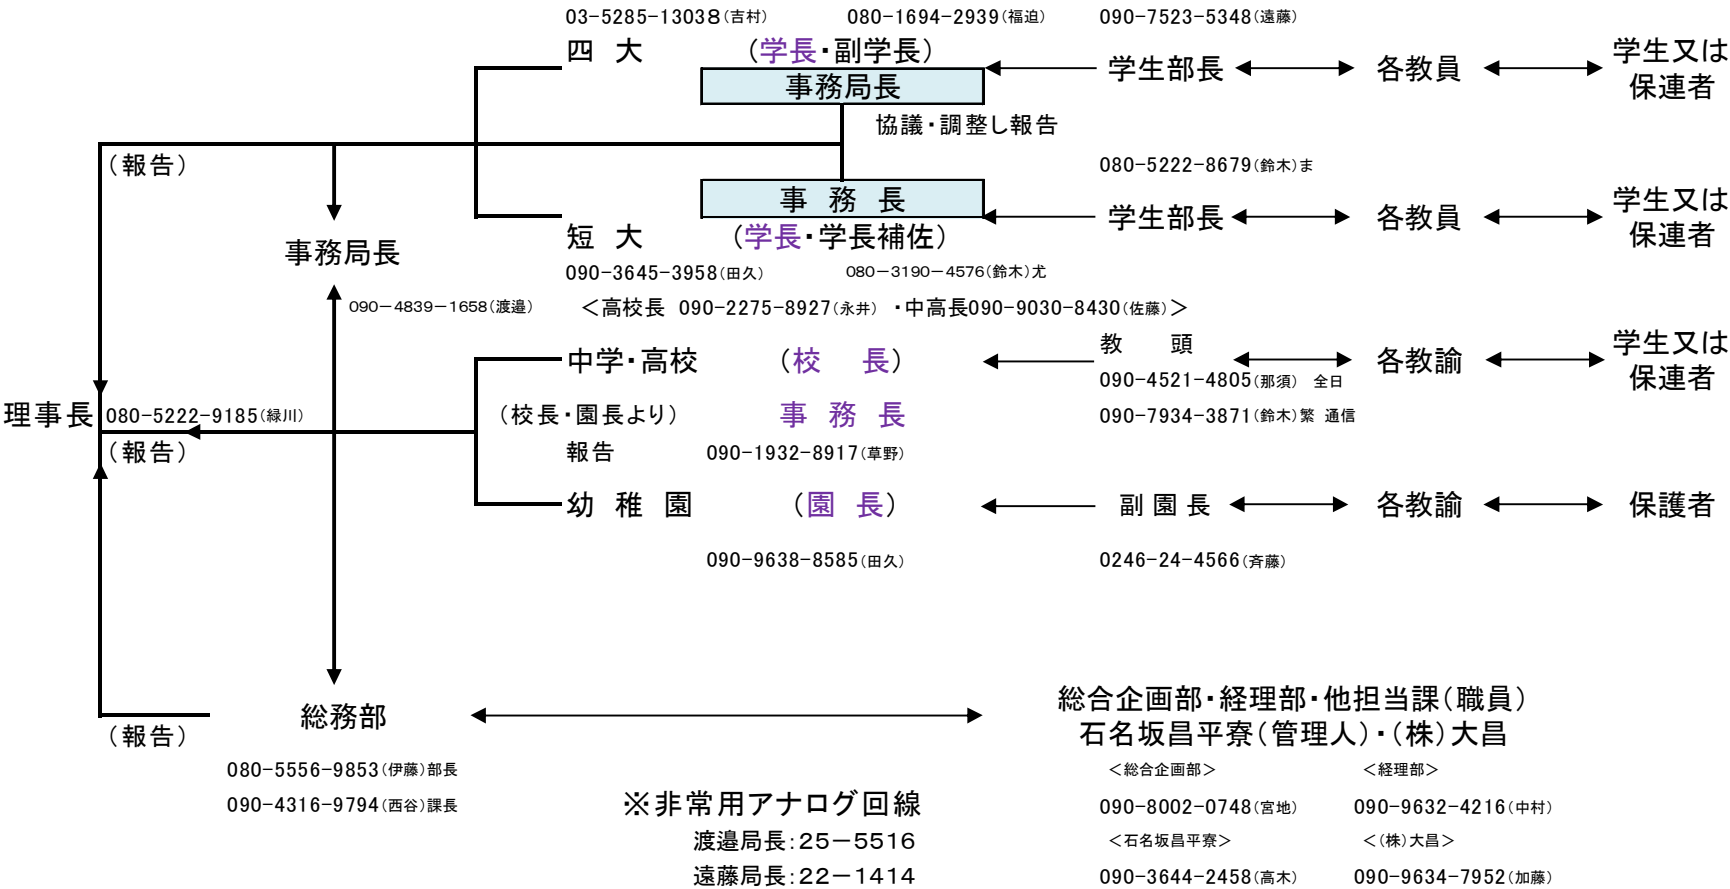 03-5285-13038(吉村) 080-1694-2939(福迫) 090-7523-5348(遠藤)
四 大 (学長・副学長) 学生部長 各教員 学生又は
保連者
事務局長
協議・調整し報告
(報告)
080-5222-8679(鈴木)ま
事 務 長
学生部長 各教員 学生又は
保連者
短 大 (学長・学長補佐)
事務局長
090-3645-3958(田久) 080-3190-4576(鈴木)尤
090-4839-1658(渡邉) <高校長 090-2275-8927(永井) ・中高長090-9030-8430(佐藤)>
中学・高校 (校 長) 教 頭 各教諭 学生又は
保連者
090-4521-4805(那須) 全日
理事長 080-5222-9185(緑川) (校長・園長より) 事 務 長 090-7934-3871(鈴木)繁 通信
(報告) 報告 090-1932-8917(草野)
幼 稚 園 (園 長) 副 園 長 各教諭 保護者
090-9638-8585(田久) 0246-24-4566(斉藤)
総務部 総合企画部・経理部・他担当課(職員)
(報告) 石名坂昌平寮(管理人)・(株)大昌
080-5556-9853(伊藤)部長 <総合企画部> <経理部>
090-4316-9794(西谷)課長 ※非常用アナログ回線 090-8002-0748(宮地) 090-9632-4216(中村)
渡邉局長:25-5516 <石名坂昌平寮> <(株)大昌>
遠藤局長:22-1414 090-3644-2458(高木) 090-9634-7952(加藤)